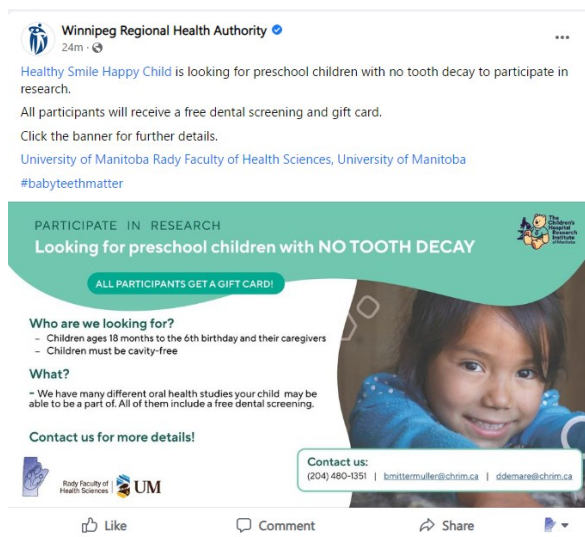 Winnipeg Regional Health Authority
24m ·
Healthy Smile Happy Child is looking for preschool children with no tooth decay to participate in
research.
All participants will receive a free dental screening and gift card.
Click the banner for further details.
University of Manitoba Rady Faculty of Health Sciences, University of Manitoba
#babyteethmatter
PARTICIPATE IN RESEARCH
Looking for preschool children with NO TOOTH DECAY
The
Children's
Hospital
Research
Institute
of Manitoba
ALL PARTICIPANTS GET A GIFT CARD!
Who are we looking for?
– Children ages 18 months to the 6th birthday and their caregivers
– Children must be cavity-free
What?
– We have many different oral health studies your child may be
able to be a part of. All of them include a free dental screening.
Contact us for more details!
Contact us:
(204) 480-1351 | bmittermuller@chrim.ca | ddemare@chrim.ca
Rady Faculty of
Health Sciences
UM
Like
Comment
Share